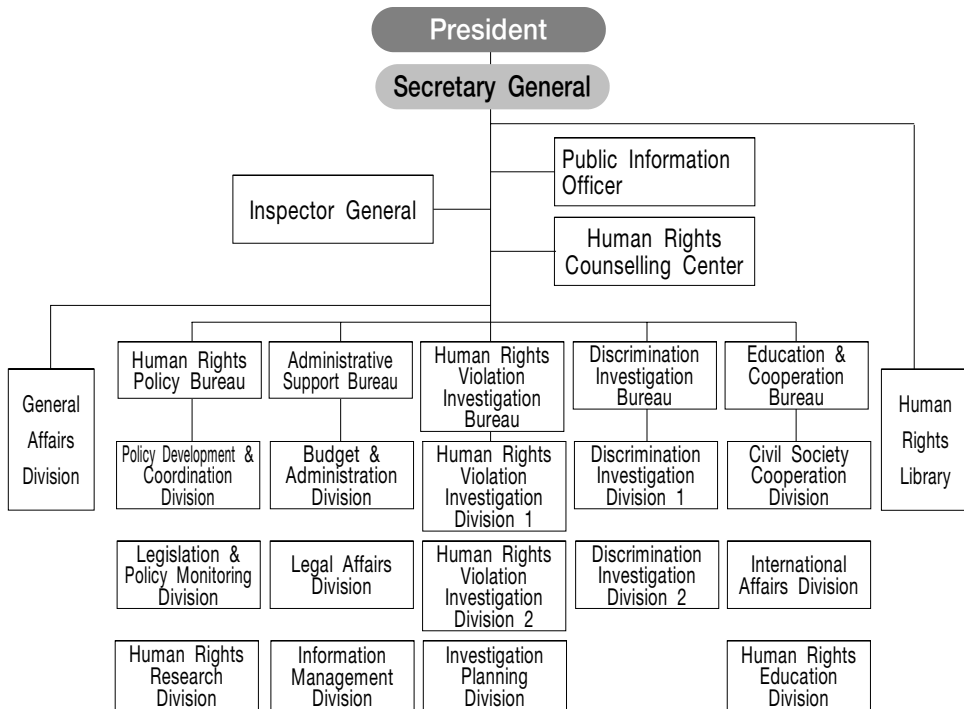 President
Secretary General
Public Information
Officer
Inspector General
Human Rights
Counselling Center
General
Affairs
Division
Human Rights
Policy Bureau
Administrative
Support Bureau
Human Rights
Violation
Investigation
Bureau
Discrimination
Investigation
Bureau
Education &
Cooperation
Bureau
Human
Rights
Library
Policy Development &
Coordination
Division
Budget &
Administration
Division
Human Rights
Violation
Investigation
Division 1
Discrimination
Investigation
Division 1
Civil Society
Cooperation
Division
Legislation &
Policy Monitoring
Division
Legal Affairs
Division
Human Rights
Violation
Investigation
Division 2
Discrimination
Investigation
Division 2
International
Affairs Division
Human Rights
Research
Division
Information
Management
Division
Investigation
Planning
Division
Human Rights
Education
Division